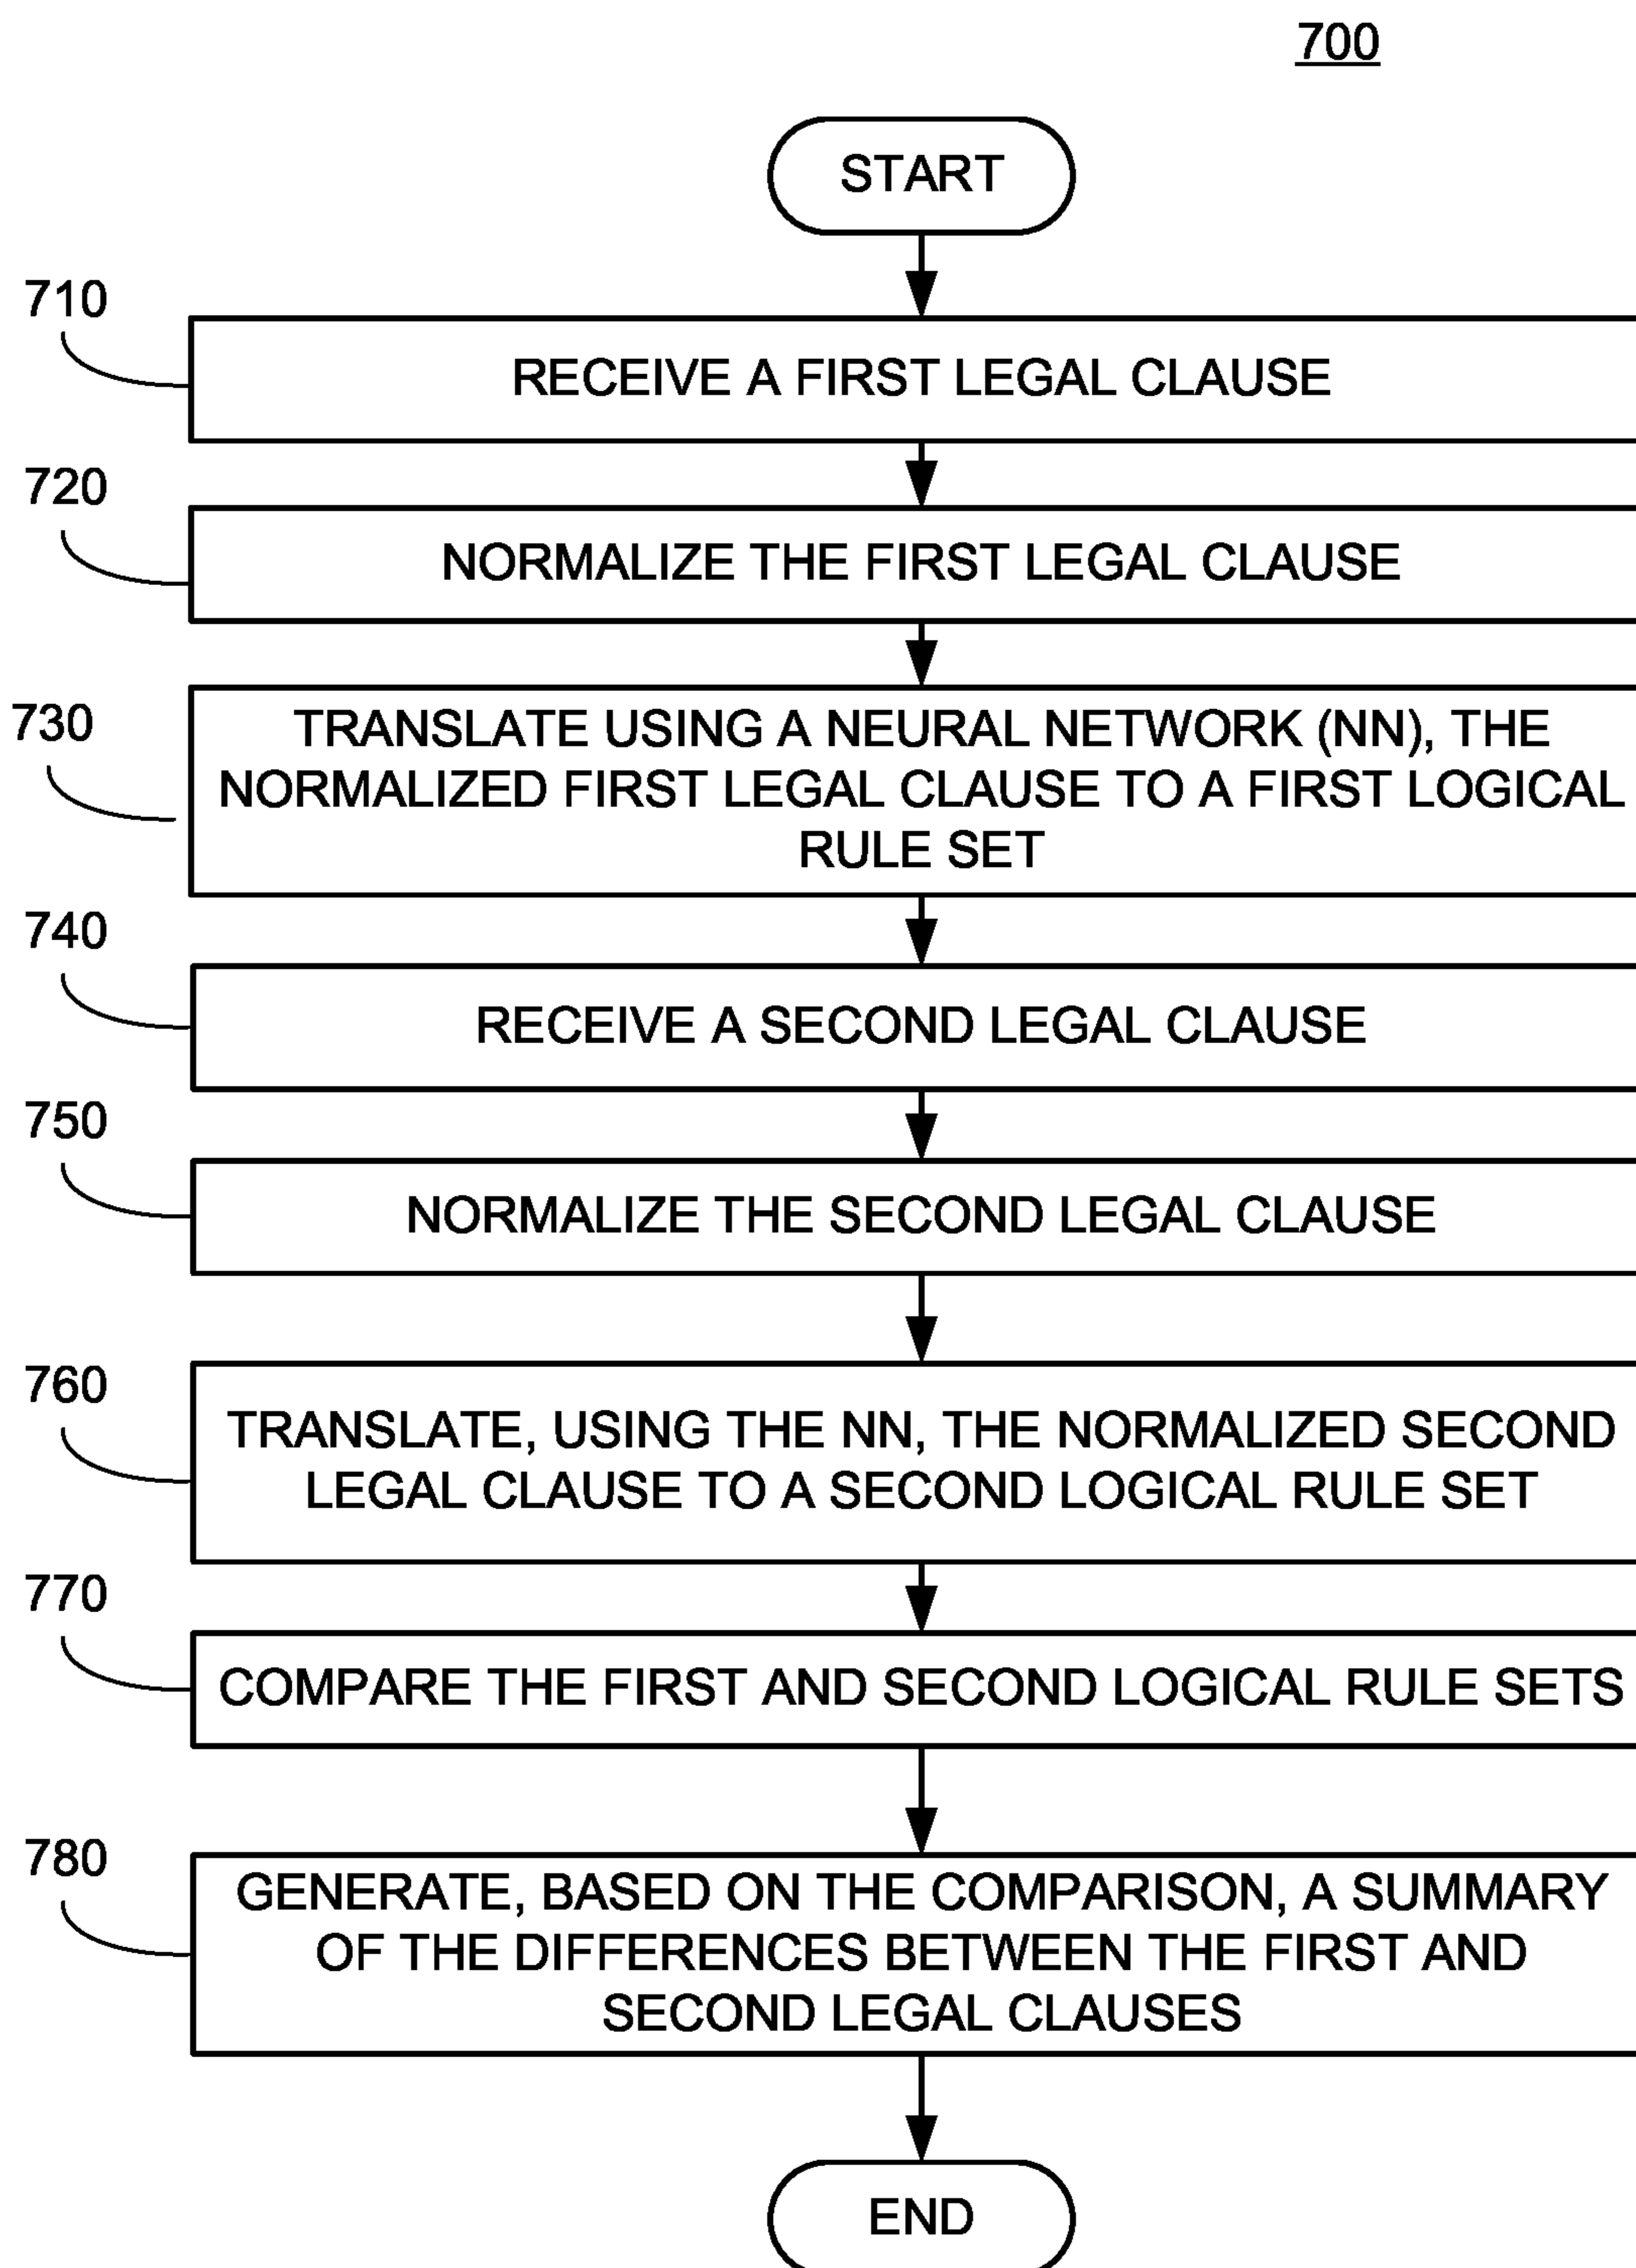 700
START
710
RECEIVE A FIRST LEGAL CLAUSE
720
NORMALIZE THE FIRST LEGAL CLAUSE
730
TRANSLATE USING A NEURAL NETWORK (NN), THE
NORMALIZED FIRST LEGAL CLAUSE TO A FIRST LOGICAL
RULE SET
740
RECEIVE A SECOND LEGAL CLAUSE
750
NORMALIZE THE SECOND LEGAL CLAUSE
760
TRANSLATE, USING THE NN, THE NORMALIZED SECOND
LEGAL CLAUSE TO A SECOND LOGICAL RULE SET
770
COMPARE THE FIRST AND SECOND LOGICAL RULE SETS
780
GENERATE, BASED ON THE COMPARISON, A SUMMARY
OF THE DIFFERENCES BETWEEN THE FIRST AND
SECOND LEGAL CLAUSES
END